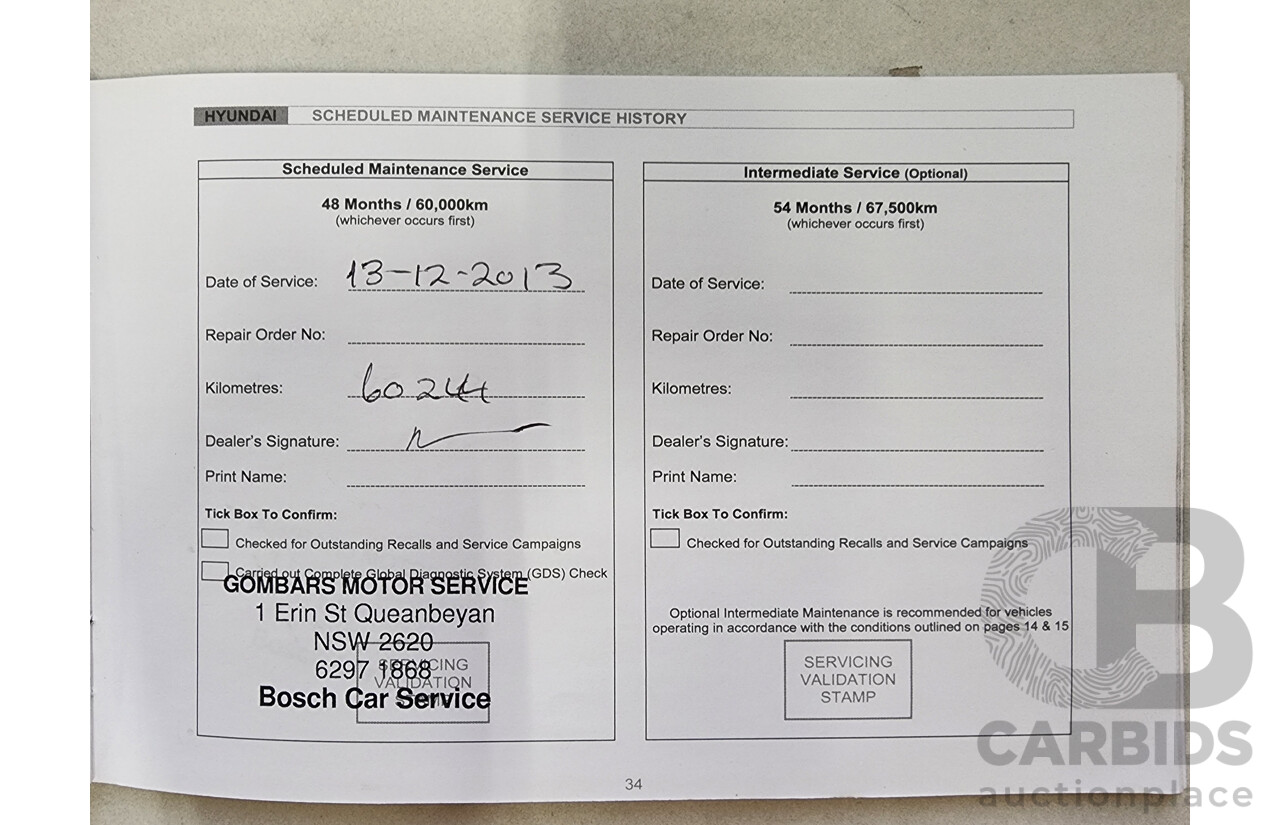 HYUNDAI SCHEDULED MAINTENANCE SERVICE HISTORY
Scheduled Maintenance Service
48 Months / 60,000km
(whichever occurs first)
Date of Service: 13-12-2013
Repair Order No:
Kilometres: 60244
Dealer's Signature:
Print Name:
Tick Box To Confirm:
Checked for Outstanding Recalls and Service Campaigns
Carried out Complete Global Diagnostic System (GDS) Check
GOMBARS MOTOR SERVICE
1 Erin St Queanbeyan
NSW 2620
6297 1868
Bosch Car Service
SERVICING
VALIDATION
STAMP
Intermediate Service (Optional)
54 Months / 67,500km
(whichever occurs first)
Date of Service:
Repair Order No:
Kilometres:
Dealer's Signature:
Print Name:
Tick Box To Confirm:
Checked for Outstanding Recalls and Service Campaigns
Optional Intermediate Maintenance is recommended for vehicles
operating in accordance with the conditions outlined on pages 14 & 15
SERVICING
VALIDATION
STAMP
34
CB
CARBIDS
auctionplace